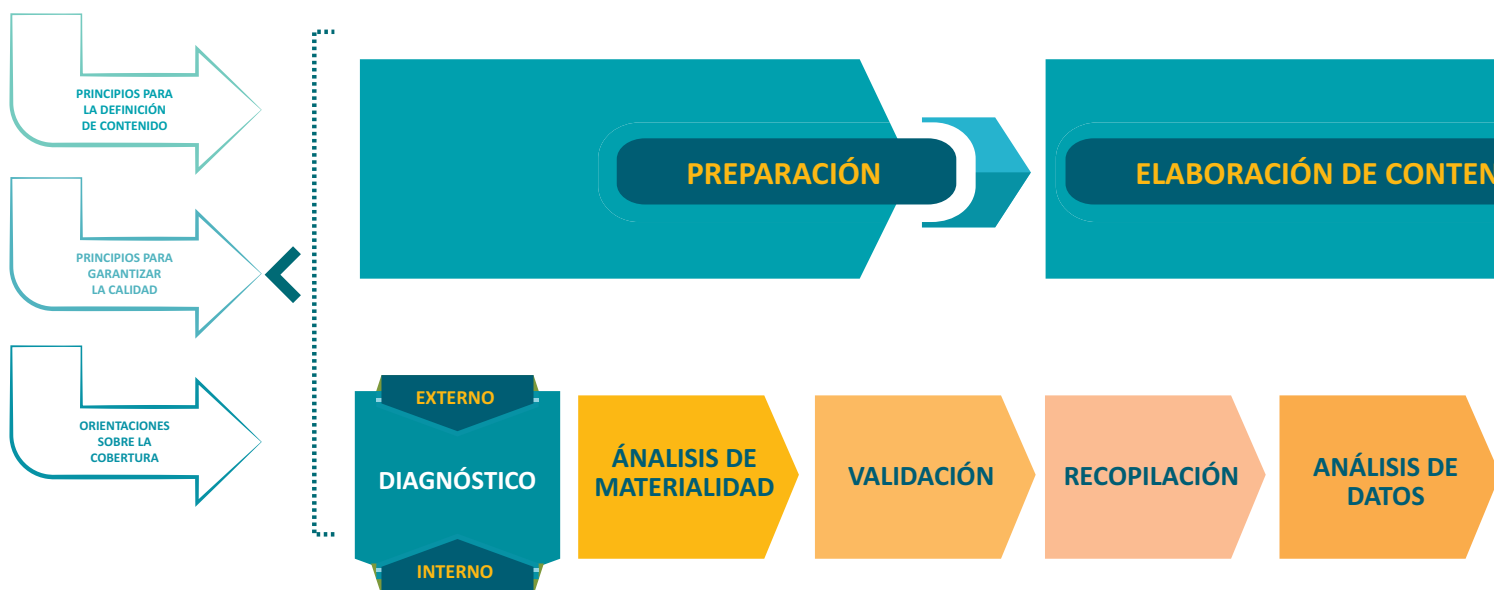 PRINCIPIOS PARA
LA DEFINICIÓN
DE CONTENIDO
PRINCIPIOS PARA
GARANTIZAR
LA CALIDAD
ORIENTACIONES
SOBRE LA
COBERTURA
PREPARACIÓN
ELABORACIÓN DE CONTEN
EXTERNO
DIAGNÓSTICO
INTERNO
ÁNALISIS DE
MATERIALIDAD
VALIDACIÓN
RECOPILACIÓN
ANÁLISIS DE
DATOS